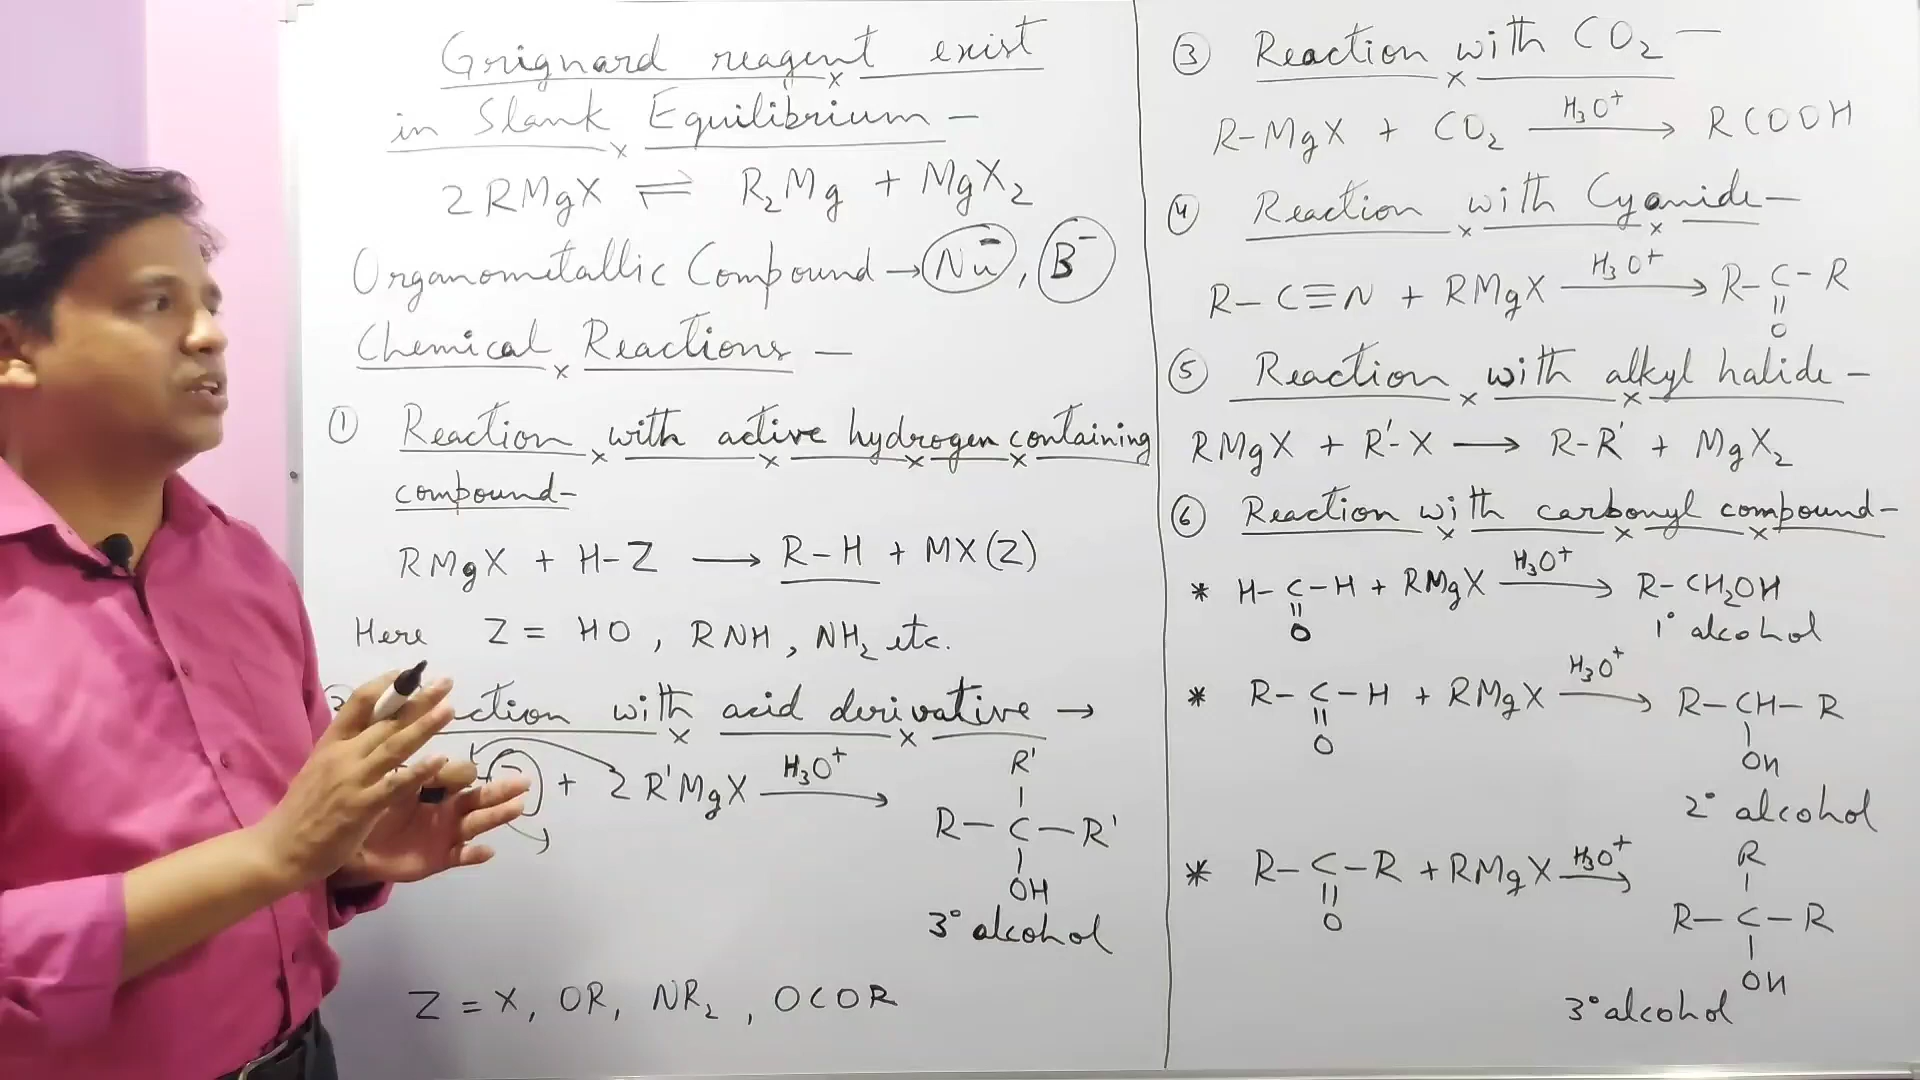 Grignard reagent exist
in Slank Equilibrium –
2 RMgX ⇌ R₂Mg + MgX₂
Organometallic Compound → Nu⁻, B⁻
Chemical Reactions –
① Reaction with active hydrogen containing
compound-
RMgX + H-Z ⟶ R-H + MX(Z)
Here Z = HO, RNH, NH₂ etc.
with acid derivative →
+ 2 R'MgX H₃O⁺ →
R'
R – C – R'
OH
3° alcohol
Z = X, OR, NR₂, OCOR
③ Reaction with CO₂ –
R-MgX + CO₂ H₃O⁺ → RCOOH
④ Reaction with Cyanide –
R – C≡N + RMgX H₃O⁺ → R – C – R
O
⑤ Reaction with alkyl halide –
RMgX + R'-X ⟶ R-R' + MgX₂
⑥ Reaction with carbonyl compound-
* H – C – H + RMgX H₃O⁺ → R – CH₂OH
O
1° alcohol
* R – C – H + RMgX H₃O⁺ → R – CH – R
O
OH
2° alcohol
R
* R – C – R + RMgX H₃O⁺ →
O
R – C – R
OH
3° alcohol